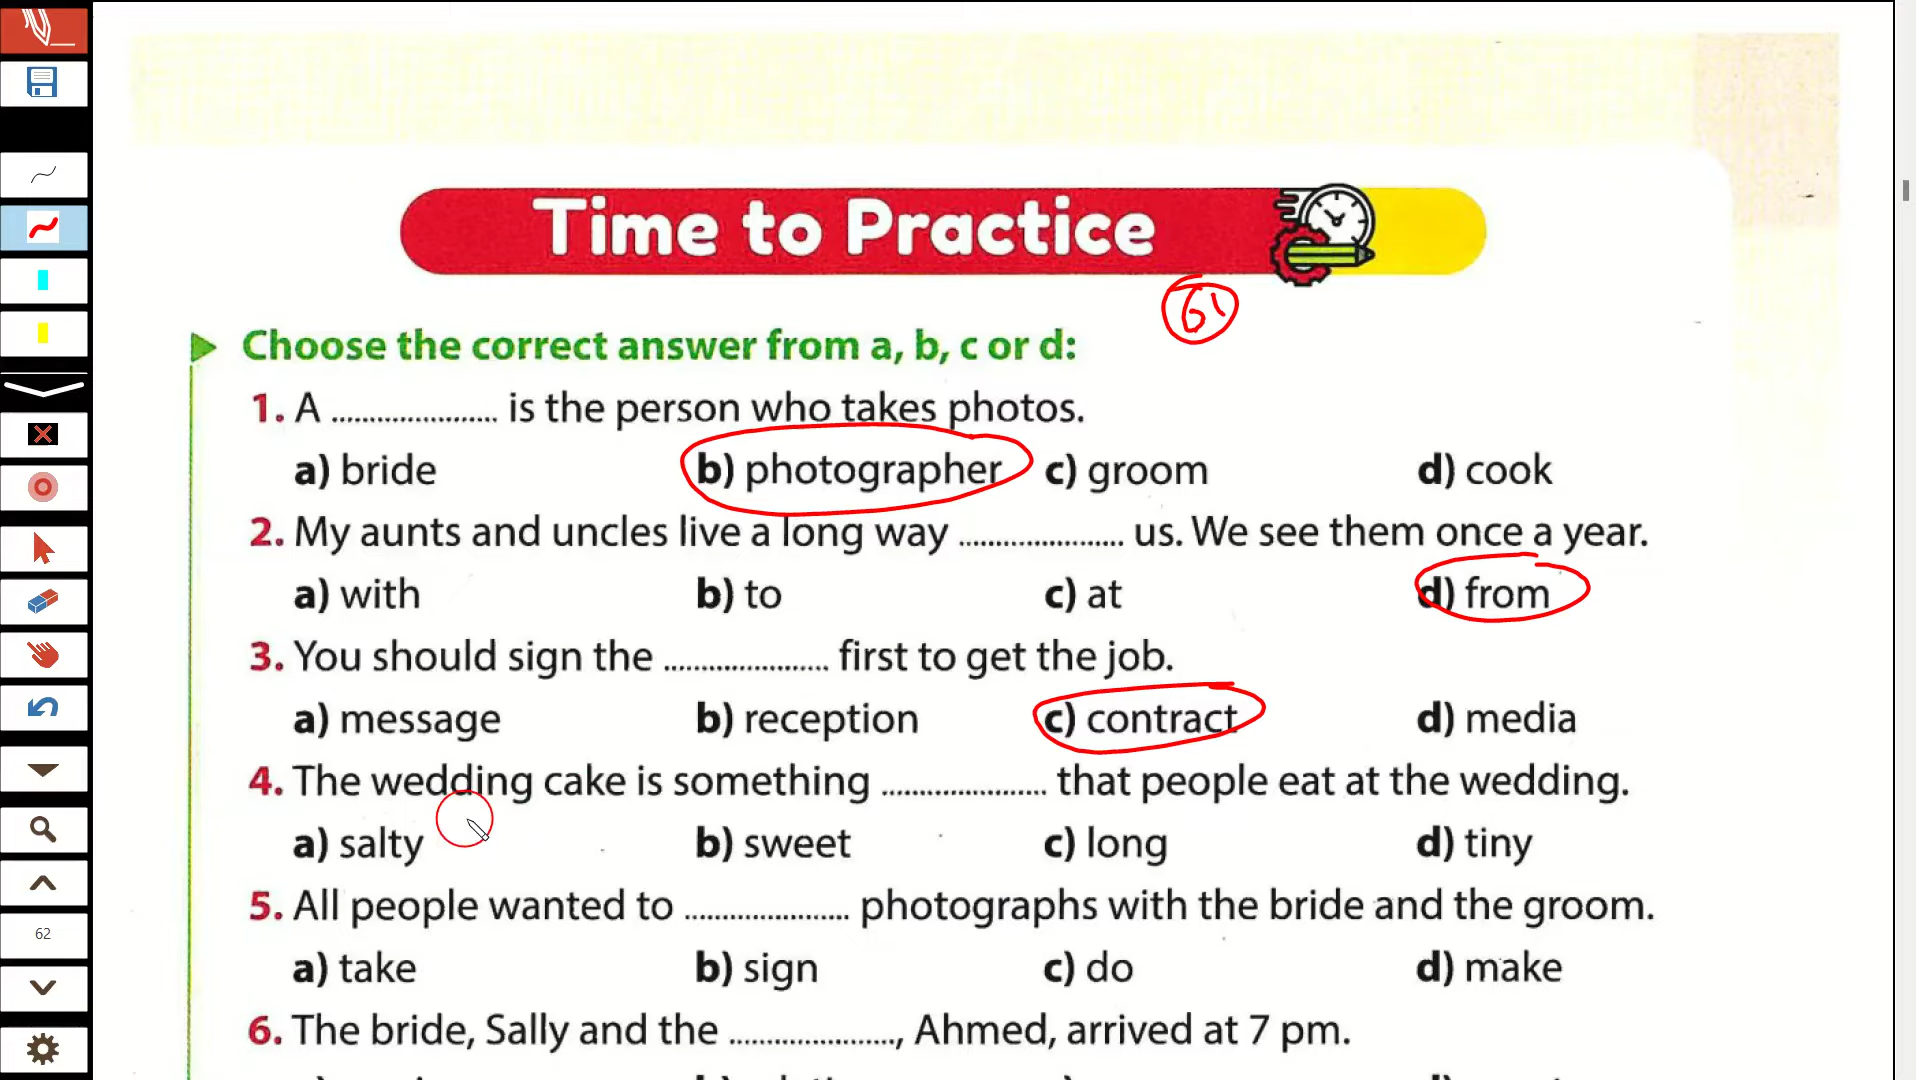 Time to Practice
61
Choose the correct answer from a, b, c or d:
1. A ...................... is the person who takes photos.
a) bride b) photographer c) groom d) cook
2. My aunts and uncles live a long way ...................... us. We see them once a year.
a) with b) to c) at d) from
3. You should sign the ...................... first to get the job.
a) message b) reception c) contract d) media
4. The wedding cake is something ...................... that people eat at the wedding.
a) salty b) sweet c) long d) tiny
5. All people wanted to ...................... photographs with the bride and the groom.
a) take b) sign c) do d) make
62
6. The bride, Sally and the ......................, Ahmed, arrived at 7 pm.